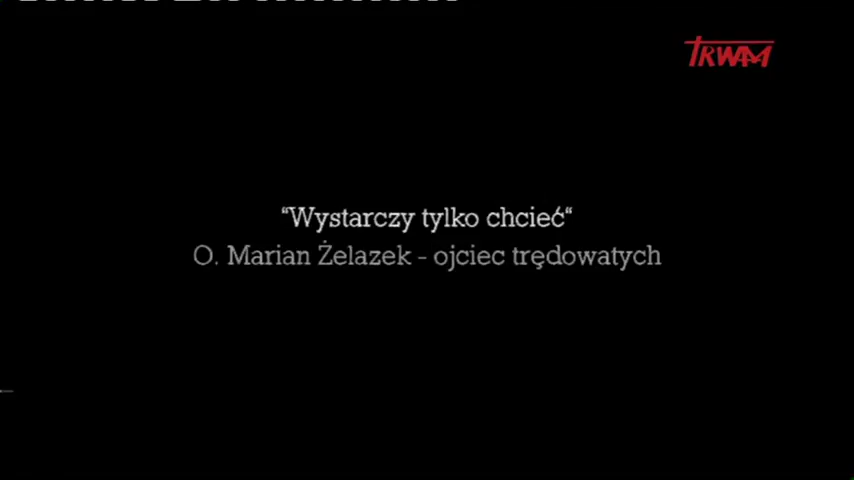 TRWAM
“Wystarczy tylko chcieć“
O. Marian Żelazek - ojciec trędowatych